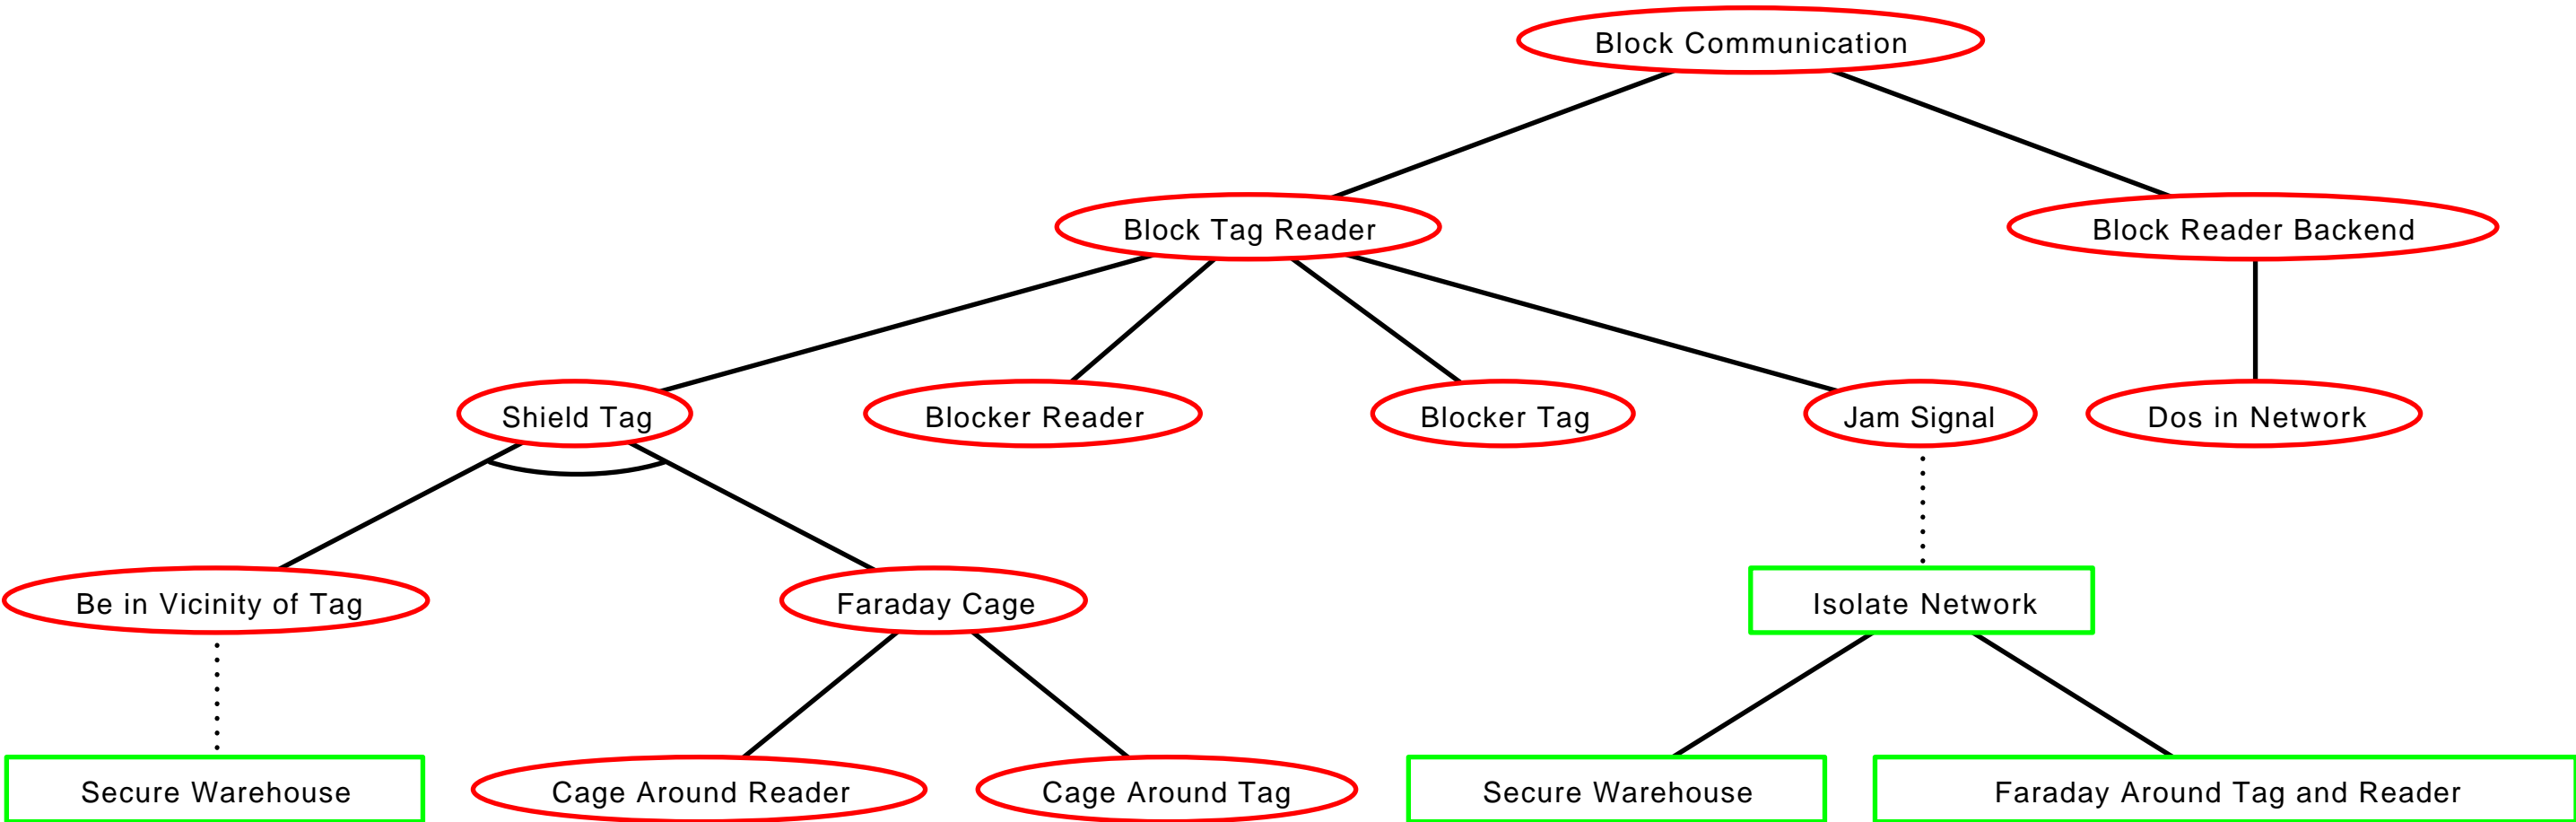 Block Communication
Block Tag Reader
Block Reader Backend
Shield Tag
Blocker Reader
Blocker Tag
Jam Signal
Dos in Network
Be in Vicinity of Tag
Faraday Cage
Isolate Network
Secure Warehouse
Cage Around Reader
Cage Around Tag
Secure Warehouse
Faraday Around Tag and Reader